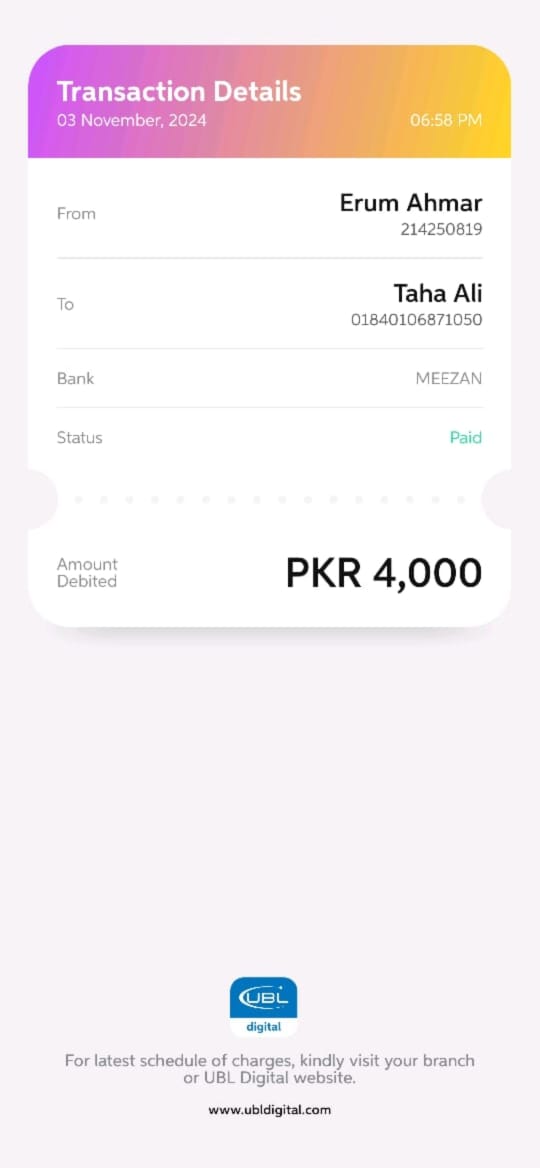 Transaction Details
03 November, 2024 06:58 PM
From Erum Ahmar
214250819
To Taha Ali
01840106871050
Bank MEEZAN
Status Paid
Amount Debited PKR 4,000
UBL
digital
For latest schedule of charges, kindly visit your branch
or UBL Digital website.
www.ubldigital.com